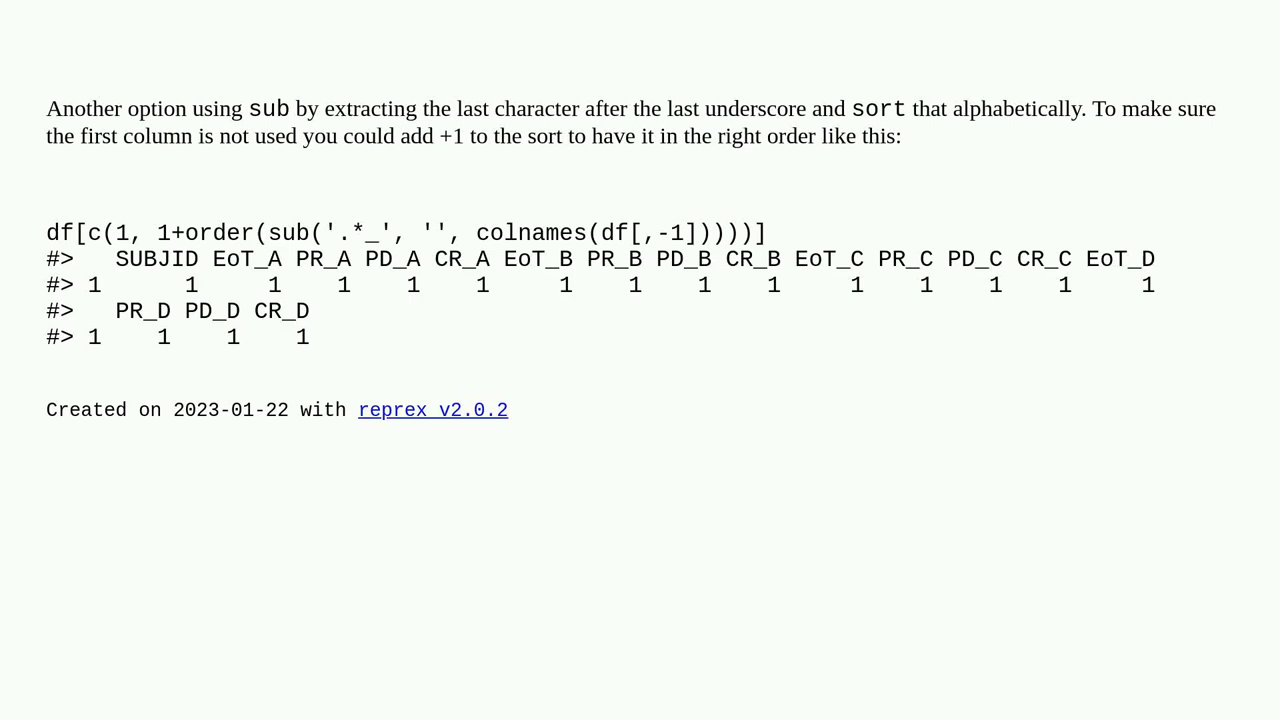 Another option using sub by extracting the last character after the last underscore and sort that alphabetically. To make sure
the first column is not used you could add +1 to the sort to have it in the right order like this:
df[c(1, 1+order(sub('.*_', '', colnames(df[,-1]))))]
#>   SUBJID EoT_A PR_A PD_A CR_A EoT_B PR_B PD_B CR_B EoT_C PR_C PD_C CR_C EoT_D
#> 1      1     1    1    1    1     1    1    1    1     1    1    1    1     1
#>   PR_D PD_D CR_D
#> 1    1    1    1
Created on 2023-01-22 with reprex v2.0.2